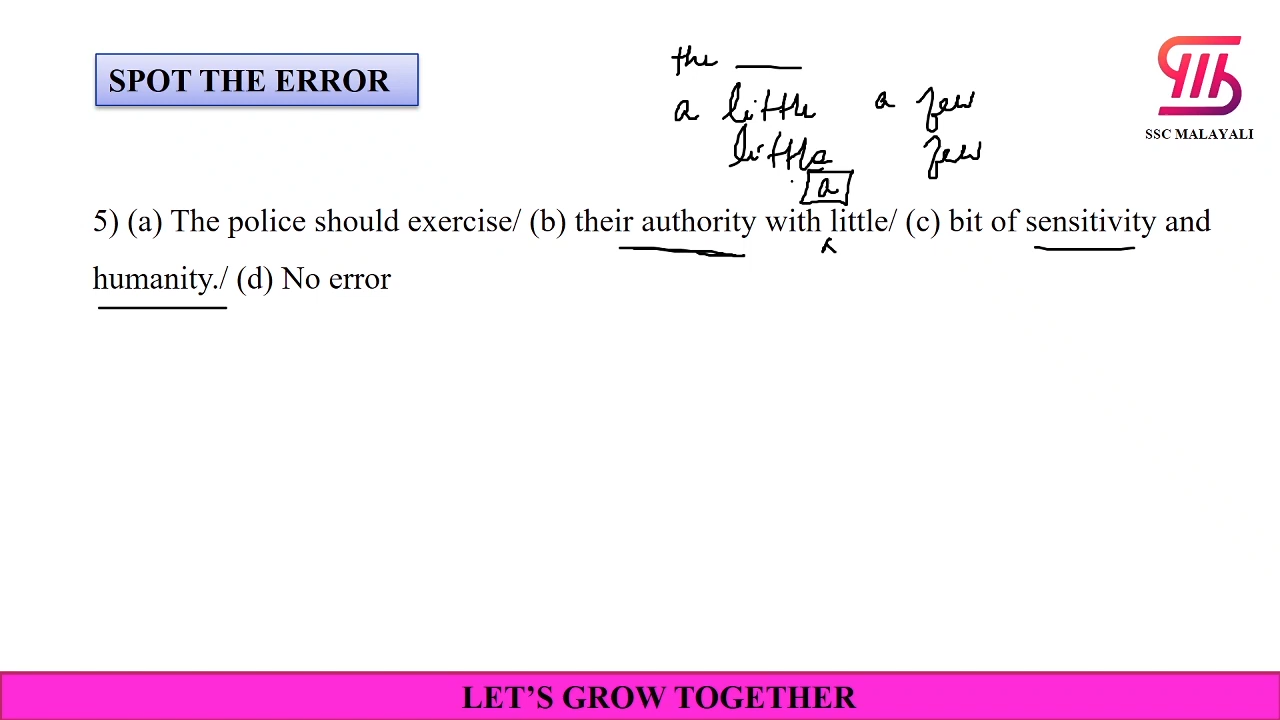 the
SPOT THE ERROR
a little a few
little few
SSC MALAYALI
a
5) (a) The police should exercise/ (b) their authority with little/ (c) bit of sensitivity and
humanity./ (d) No error
LET’S GROW TOGETHER